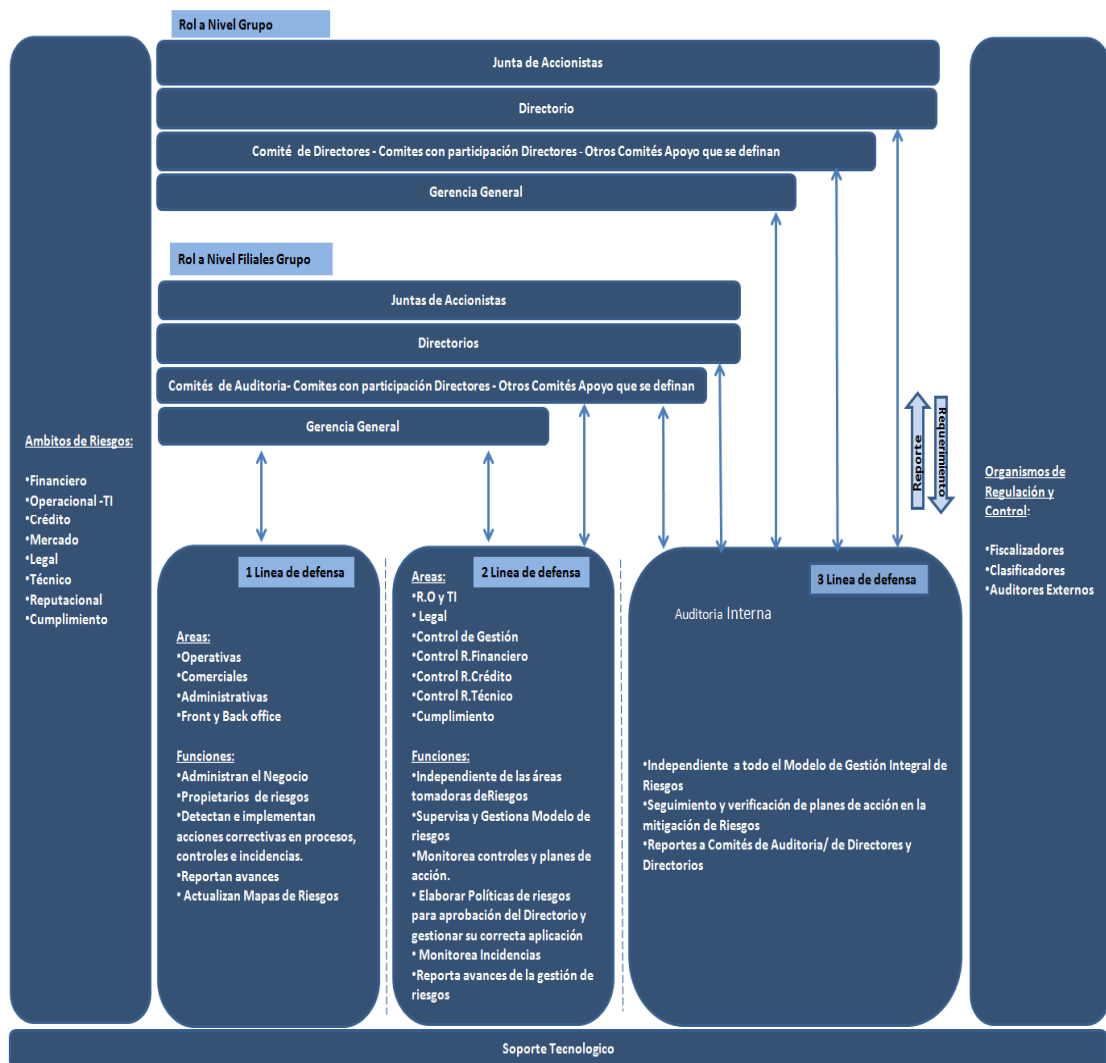 Rol a Nivel Grupo
Junta de Accionistas
Directorio
Comité de Directores - Comites con participación Directores - Otros Comités Apoyo que se definan
Gerencia General
Rol a Nivel Filiales Grupo
Juntas de Accionistas
Directorios
Comités de Auditoria- Comites con participación Directores - Otros Comités Apoyo que se definan
Gerencia General
Ambitos de Riesgos:
•Financiero
•Operacional -TI
•Crédito
•Mercado
•Legal
•Técnico
•Reputacional
•Cumplimiento
Reporte
Requerimiento
Organismos de
Regulación y
Control:
•Fiscalizadores
•Clasificadores
•Auditores Externos
1 Linea de defensa
Areas:
•Operativas
•Comerciales
•Administrativas
•Front y Back office
Funciones:
•Administran el Negocio
•Propietarios de riesgos
•Detectan e implementan
acciones correctivas en procesos,
controles e incidencias.
•Reportan avances
• Actualizan Mapas de Riesgos
2 Linea de defensa
Areas:
•R.O y TI
• Legal
•Control de Gestión
•Control R.Financiero
•Control R.Crédito
•Control R.Técnico
•Cumplimiento
Funciones:
•Independiente de las áreas
tomadoras deRiesgos
•Supervisa y Gestiona Modelo de
riesgos
•Monitorea controles y planes de
acción.
• Elaborar Políticas de riesgos
para aprobación del Directorio y
gestionar su correcta aplicación
• Monitorea Incidencias
•Reporta avances de la gestión de
riesgos
3 Linea de defensa
Auditoria Interna
•Independiente a todo el Modelo de Gestión Integral de
Riesgos
•Seguimiento y verificación de planes de acción en la
mitigación de Riesgos
•Reportes a Comités de Auditoria/ de Directores y
Directorios
Soporte Tecnologico